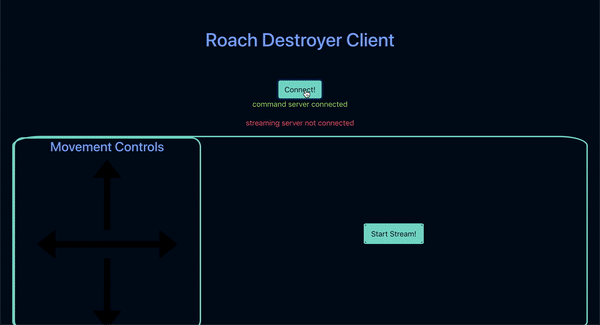 Roach Destroyer Client
Connect!
command server connected
streaming server not connected
Movement Controls
Start Stream!